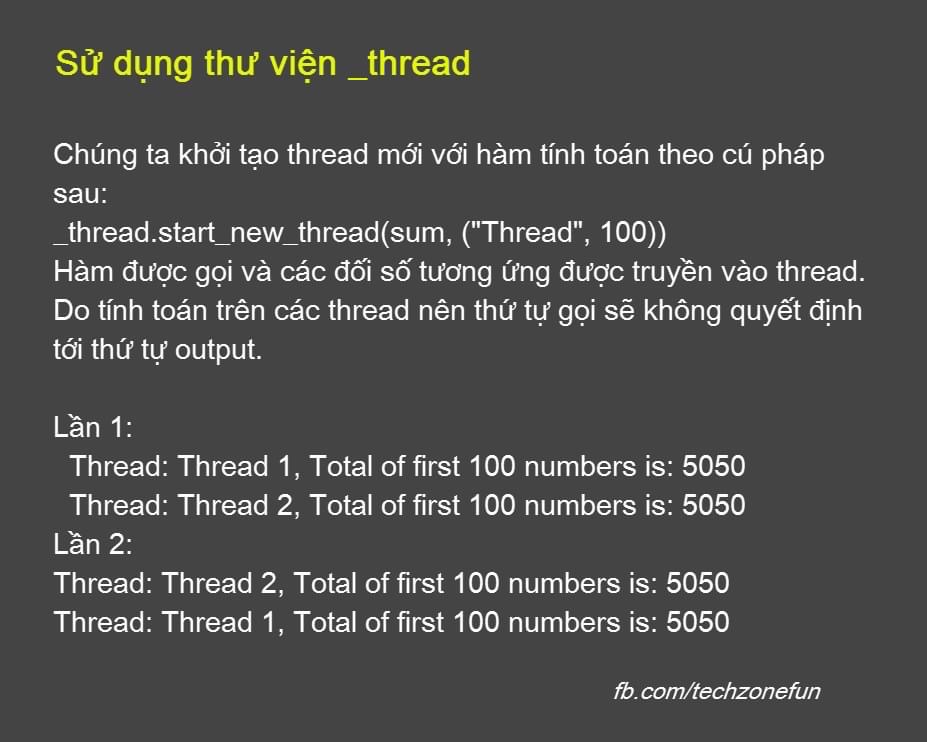 Sử dụng thư viện _thread
Chúng ta khởi tạo thread mới với hàm tính toán theo cú pháp
sau:
_thread.start_new_thread(sum, ("Thread", 100))
Hàm được gọi và các đối số tương ứng được truyền vào thread.
Do tính toán trên các thread nên thứ tự gọi sẽ không quyết định
tới thứ tự output.
Lần 1:
Thread: Thread 1, Total of first 100 numbers is: 5050
Thread: Thread 2, Total of first 100 numbers is: 5050
Lần 2:
Thread: Thread 2, Total of first 100 numbers is: 5050
Thread: Thread 1, Total of first 100 numbers is: 5050
fb.com/techzonefun